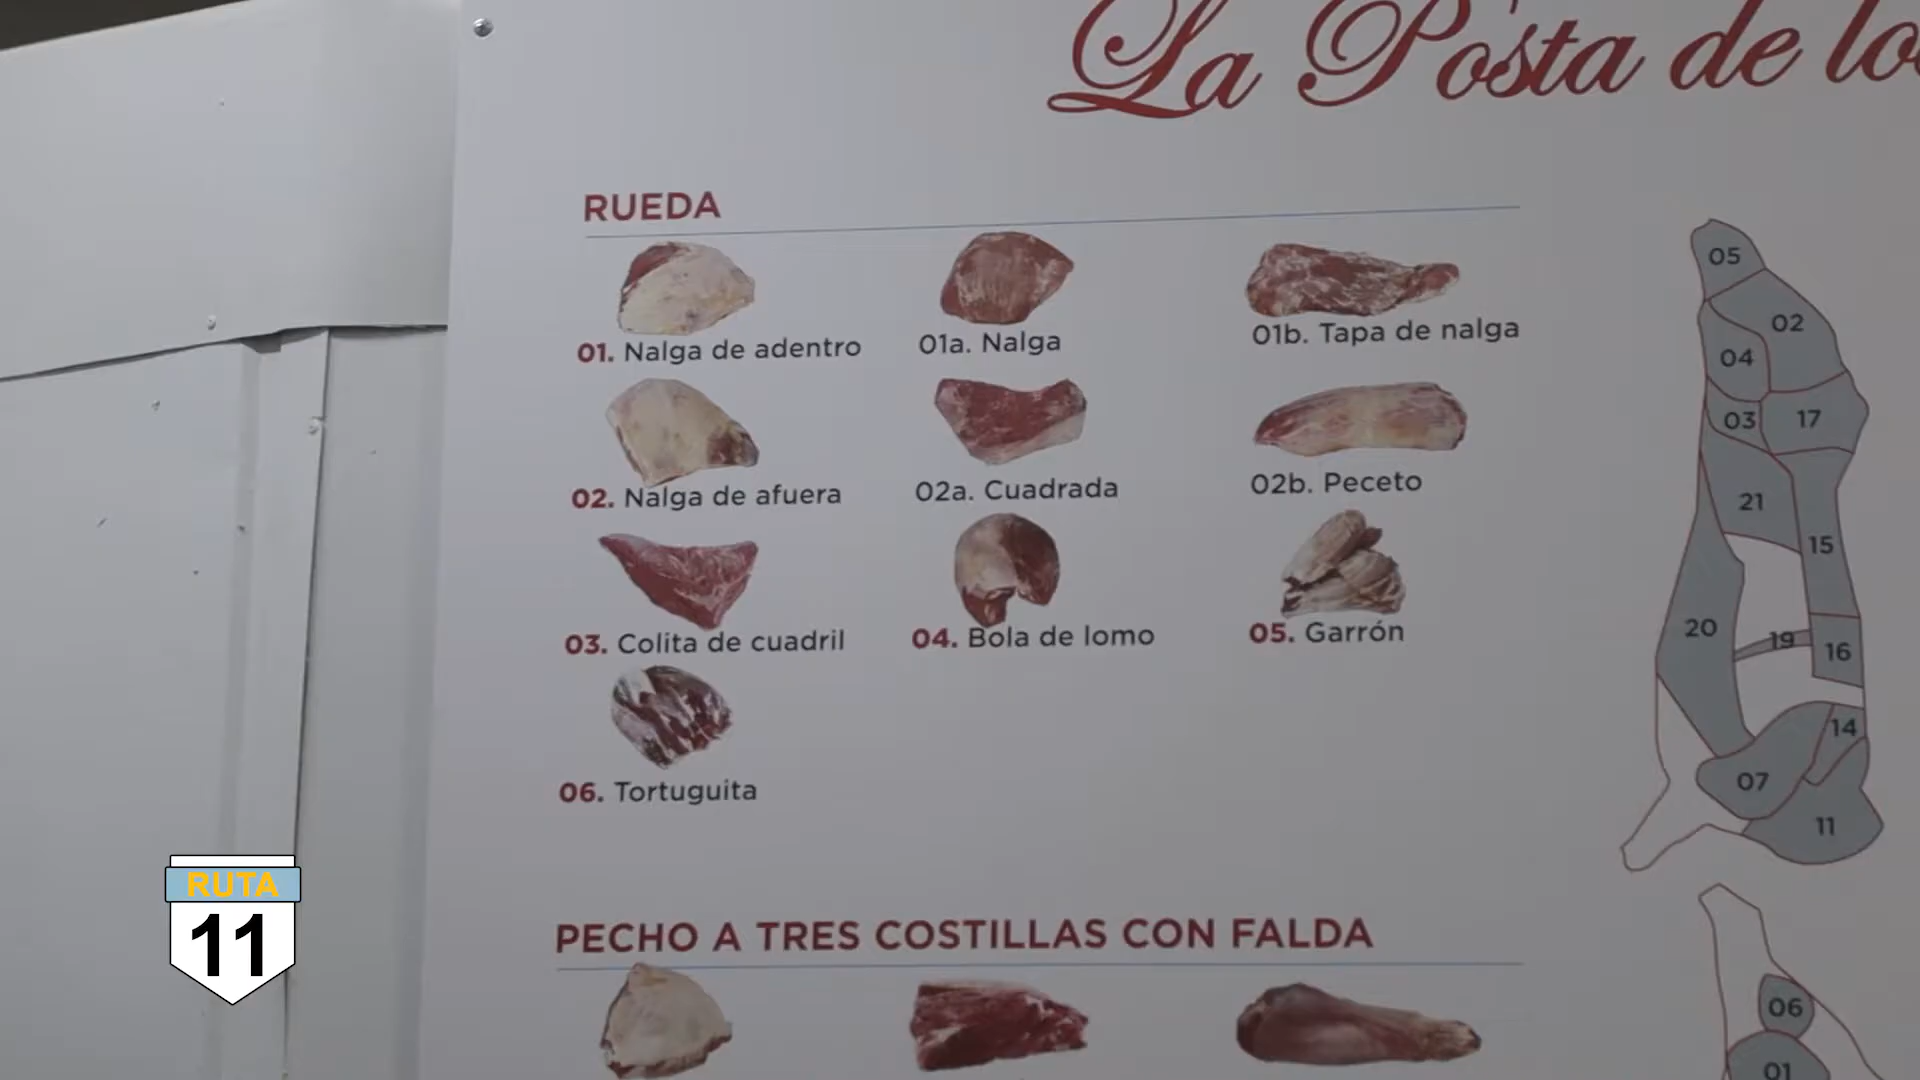 La Posta de
RUEDA
01. Nalga de adentro
01a. Nalga
01b. Tapa de nalga
02. Nalga de afuera
02a. Cuadrada
02b. Peceto
03. Colita de cuadril
04. Bola de lomo
05. Garrón
06. Tortuguita
PECHO A TRES COSTILLAS CON FALDA
05
02
04
03
17
21
15
20
19
16
14
07
11
06
01
RUTA
11